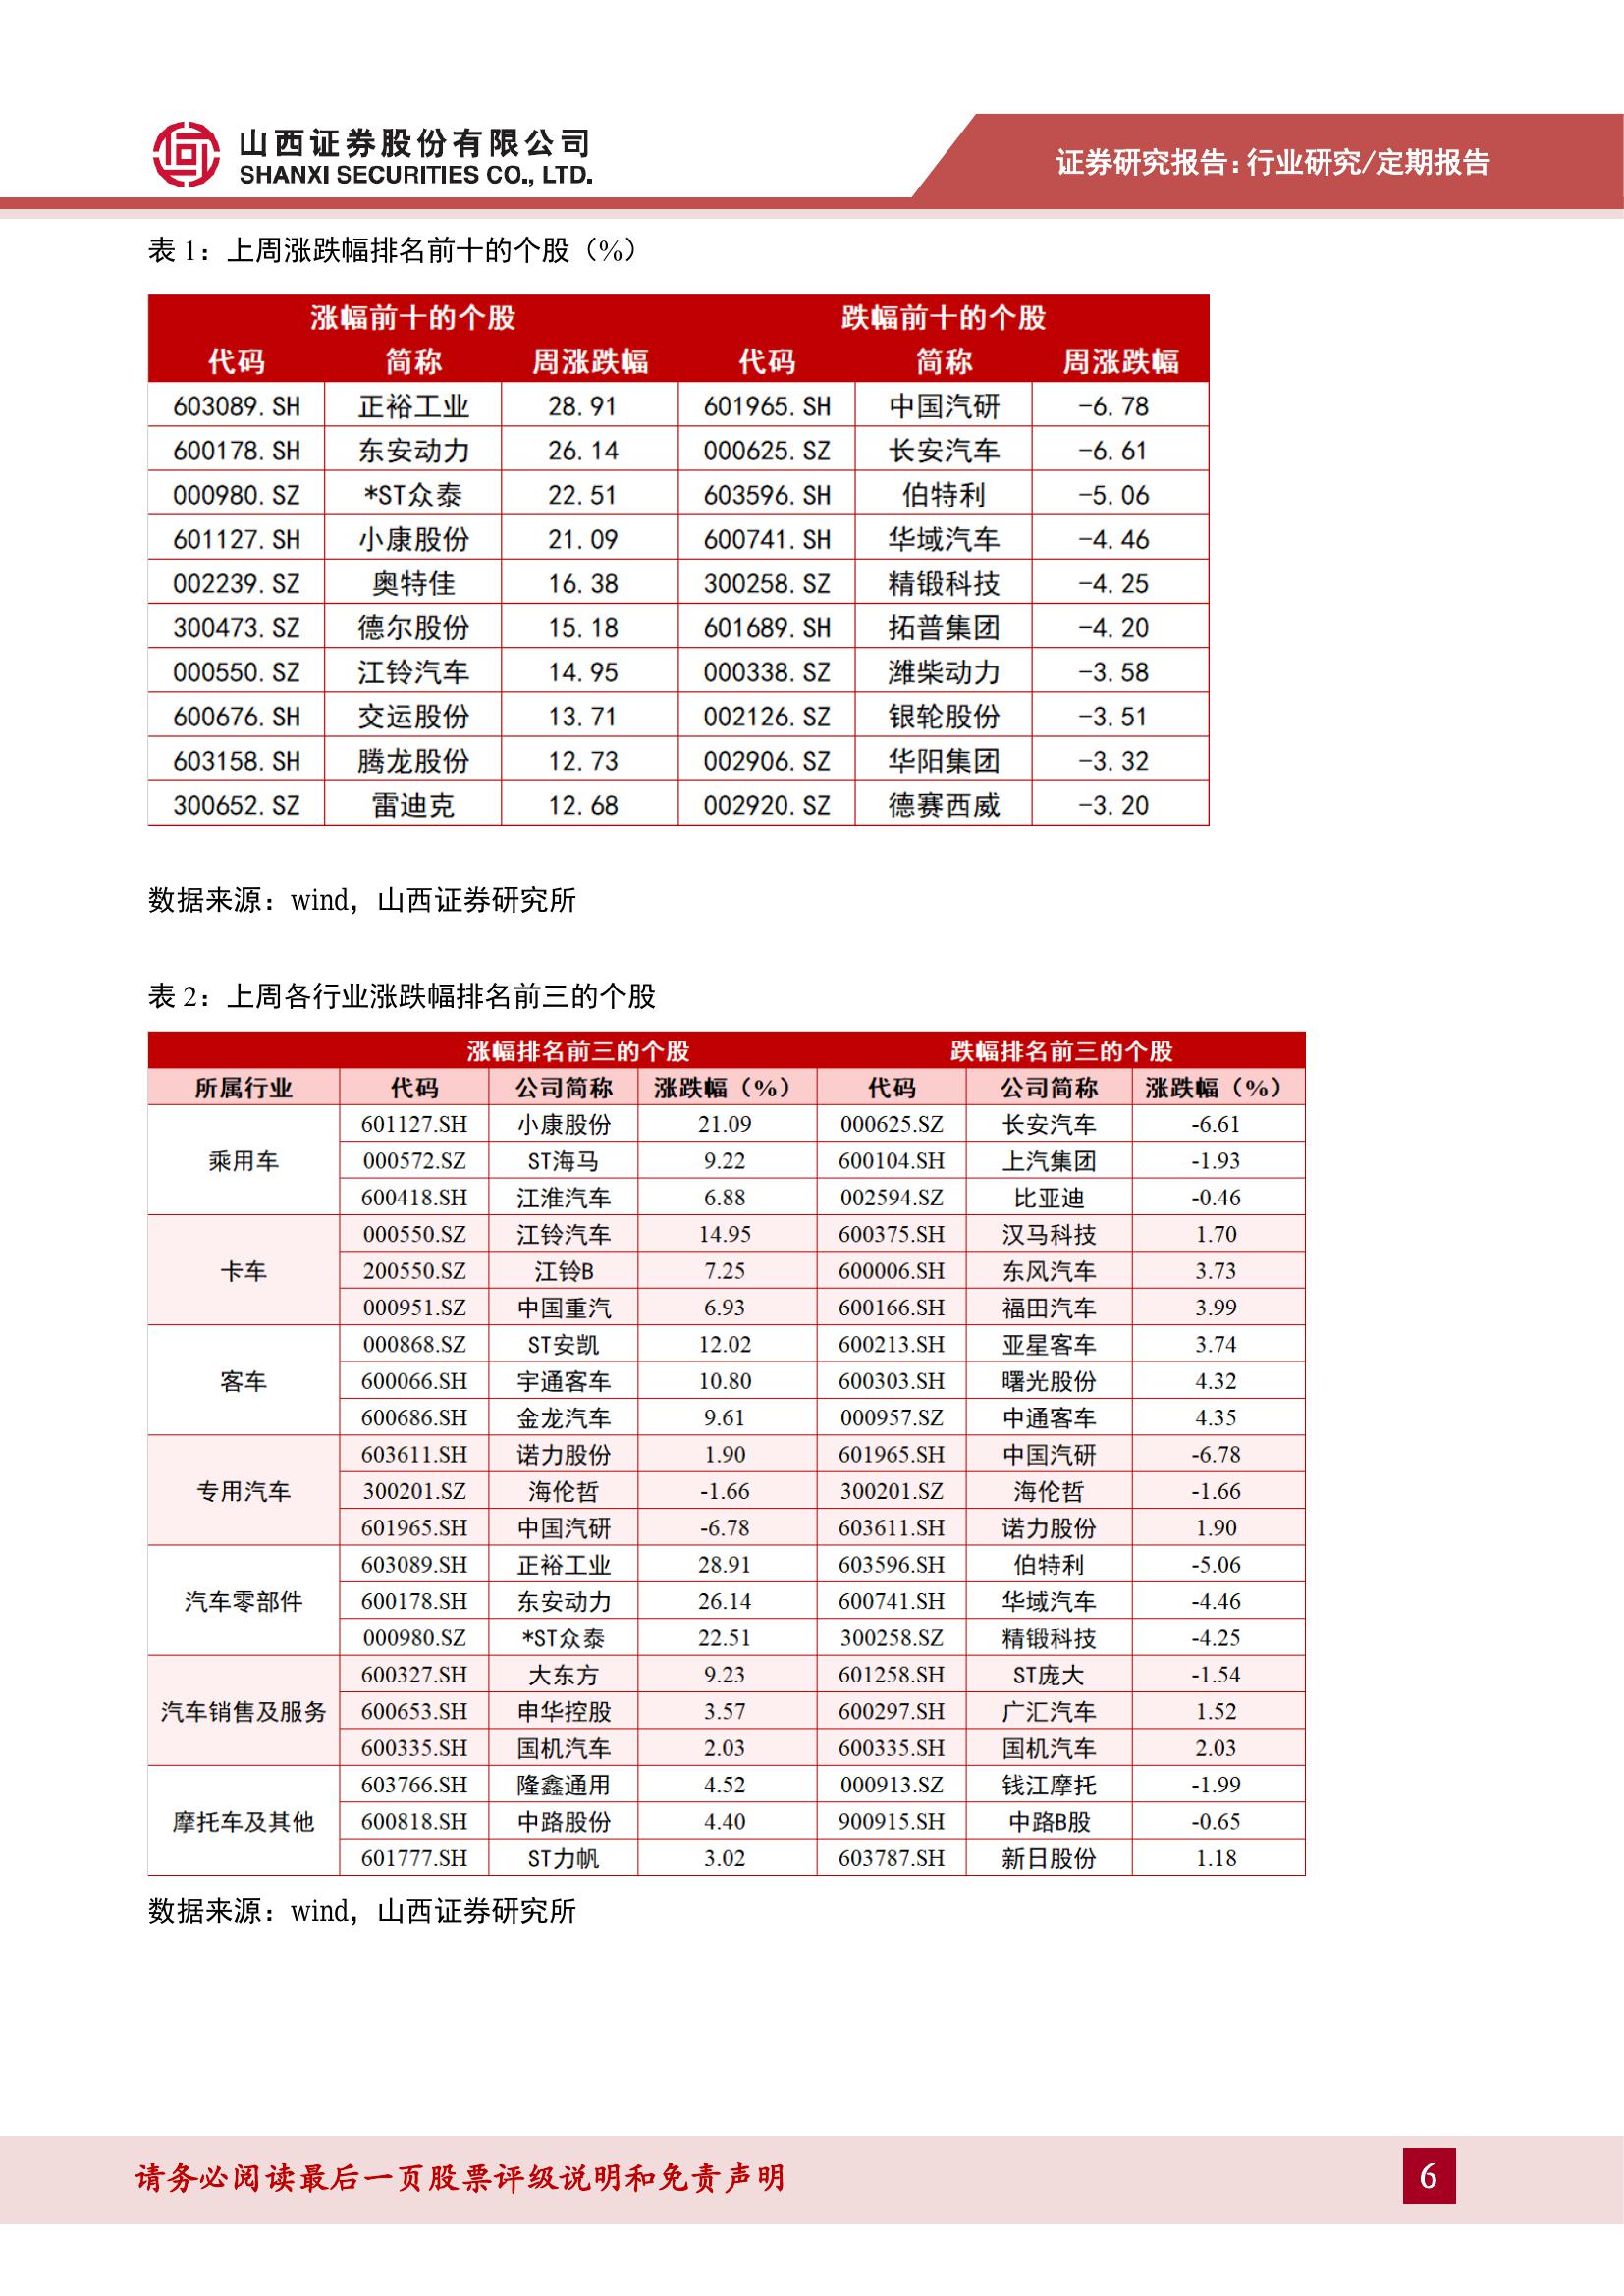 山西证券股份有限公司
SHANXI SECURITIES CO., LTD.
证券研究报告：行业研究/定期报告
表 1：上周涨跌幅排名前十的个股（%）
涨幅前十的个股 跌幅前十的个股
代码 简称 周涨跌幅 代码 简称 周涨跌幅
603089.SH 正裕工业 28.91 601965.SH 中国汽研 -6.78
600178.SH 东安动力 26.14 000625.SZ 长安汽车 -6.61
000980.SZ *ST众泰 22.51 603596.SH 伯特利 -5.06
601127.SH 小康股份 21.09 600741.SH 华域汽车 -4.46
002239.SZ 奥特佳 16.38 300258.SZ 精锻科技 -4.25
300473.SZ 德尔股份 15.18 601689.SH 拓普集团 -4.20
000550.SZ 江铃汽车 14.95 000338.SZ 潍柴动力 -3.58
600676.SH 交运股份 13.71 002126.SZ 银轮股份 -3.51
603158.SH 腾龙股份 12.73 002906.SZ 华阳集团 -3.32
300652.SZ 雷迪克 12.68 002920.SZ 德赛西威 -3.20
数据来源：wind，山西证券研究所
表 2：上周各行业涨跌幅排名前三的个股
涨幅排名前三的个股 跌幅排名前三的个股
所属行业 代码 公司简称 涨跌幅（%） 代码 公司简称 涨跌幅（%）
乘用车 601127.SH 小康股份 21.09 000625.SZ 长安汽车 -6.61
000572.SZ ST海马 9.22 600104.SH 上汽集团 -1.93
600418.SH 江淮汽车 6.88 002594.SZ 比亚迪 -0.46
卡车 000550.SZ 江铃汽车 14.95 600375.SH 汉马科技 1.70
200550.SZ 江铃B 7.25 600006.SH 东风汽车 3.73
000951.SZ 中国重汽 6.93 600166.SH 福田汽车 3.99
客车 000868.SZ ST安凯 12.02 600213.SH 亚星客车 3.74
600066.SH 宇通客车 10.80 600303.SH 曙光股份 4.32
600686.SH 金龙汽车 9.61 000957.SZ 中通客车 4.35
专用汽车 603611.SH 诺力股份 1.90 601965.SH 中国汽研 -6.78
300201.SZ 海伦哲 -1.66 300201.SZ 海伦哲 -1.66
601965.SH 中国汽研 -6.78 603611.SH 诺力股份 1.90
汽车零部件 603089.SH 正裕工业 28.91 603596.SH 伯特利 -5.06
600178.SH 东安动力 26.14 600741.SH 华域汽车 -4.46
000980.SZ *ST众泰 22.51 300258.SZ 精锻科技 -4.25
汽车销售及服务 600327.SH 大东方 9.23 601258.SH ST庞大 -1.54
600653.SH 申华控股 3.57 600297.SH 广汇汽车 1.52
600335.SH 国机汽车 2.03 600335.SH 国机汽车 2.03
摩托车及其他 603766.SH 隆鑫通用 4.52 000913.SZ 钱江摩托 -1.99
600818.SH 中路股份 4.40 900915.SH 中路B股 -0.65
601777.SH ST力帆 3.02 603787.SH 新日股份 1.18
数据来源：wind，山西证券研究所
请务必阅读最后一页股票评级说明和免责声明
6